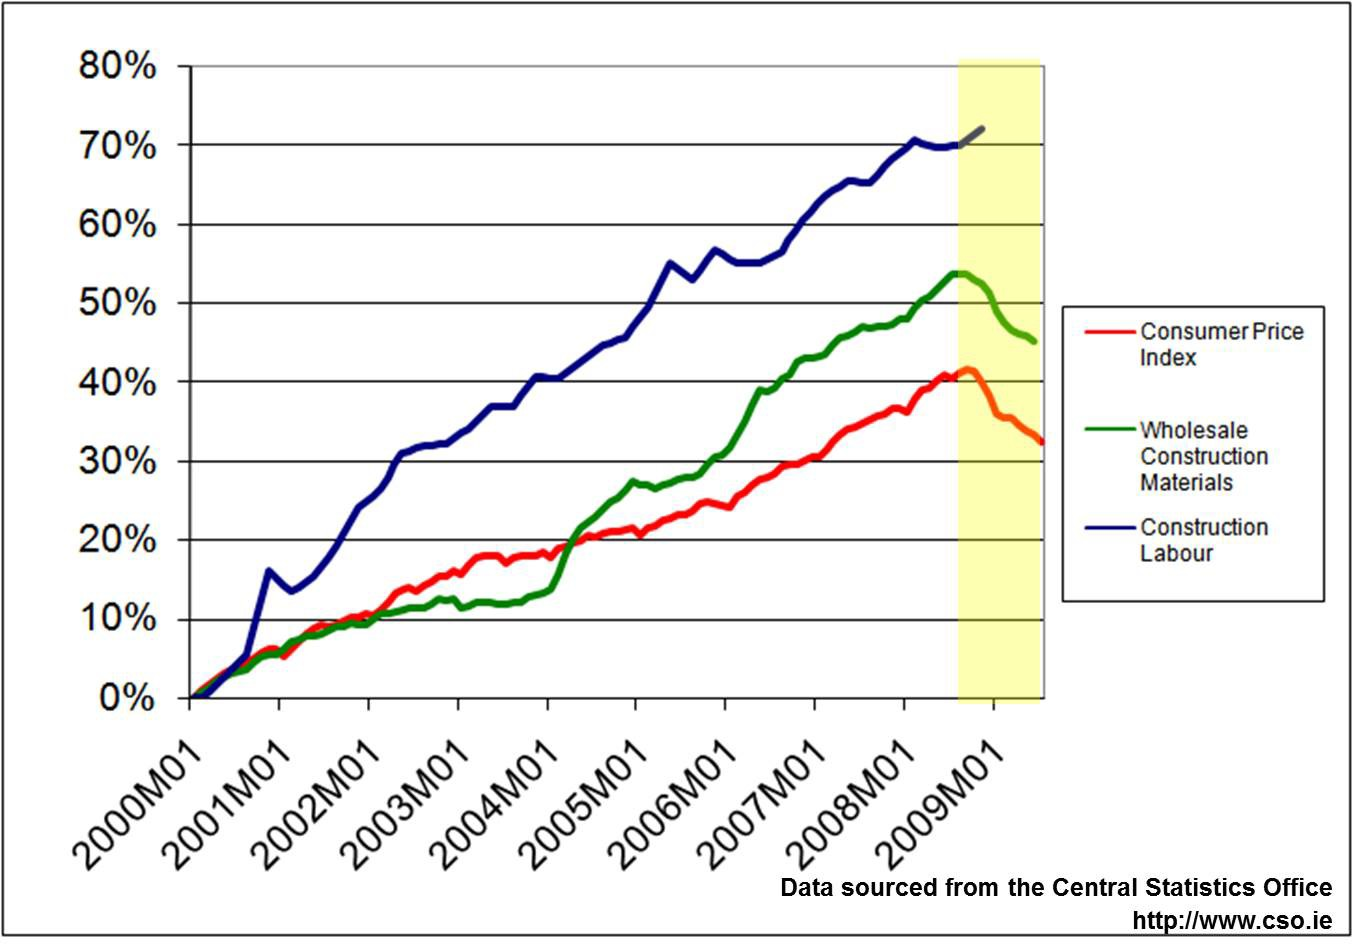 80%
70%
60%
50%
40%
30%
20%
10%
0%
2000M01
2001M01
2002M01
2003M01
2004M01
2005M01
2006M01
2007M01
2008M01
2009M01
Consumer Price
Index
Wholesale
Construction
Materials
Construction
Labour
Data sourced from the Central Statistics Office
http://www.cso.ie